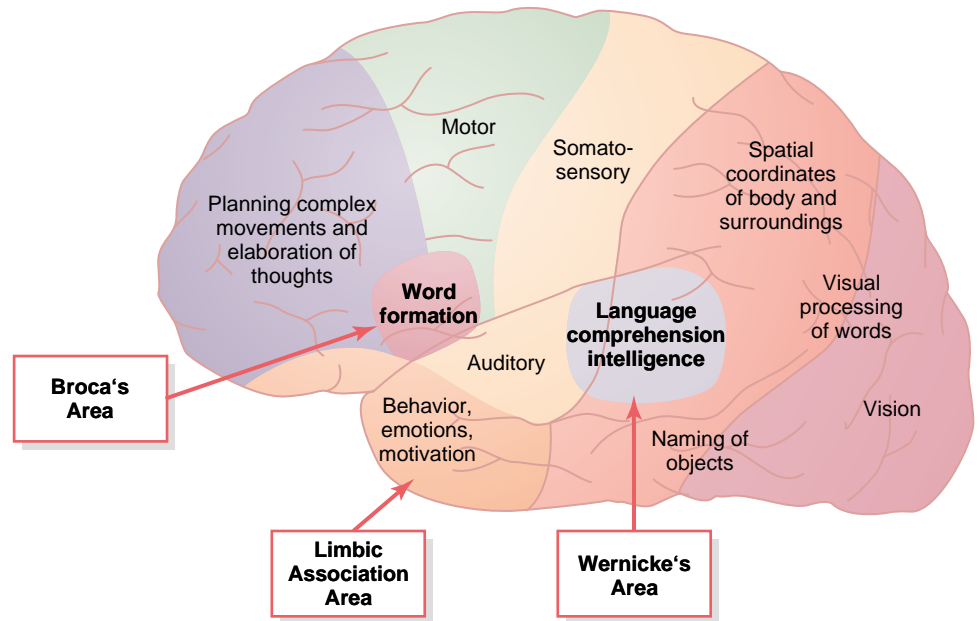 Motor
Somato-
sensory
Spatial
coordinates
of body and
surroundings
Planning complex
movements and
elaboration of
thoughts
Word
formation
Language
comprehension
intelligence
Visual
processing
of words
Auditory
Broca‘s
Area
Behavior,
emotions,
motivation
Vision
Naming of
objects
Limbic
Association
Area
Wernicke‘s
Area